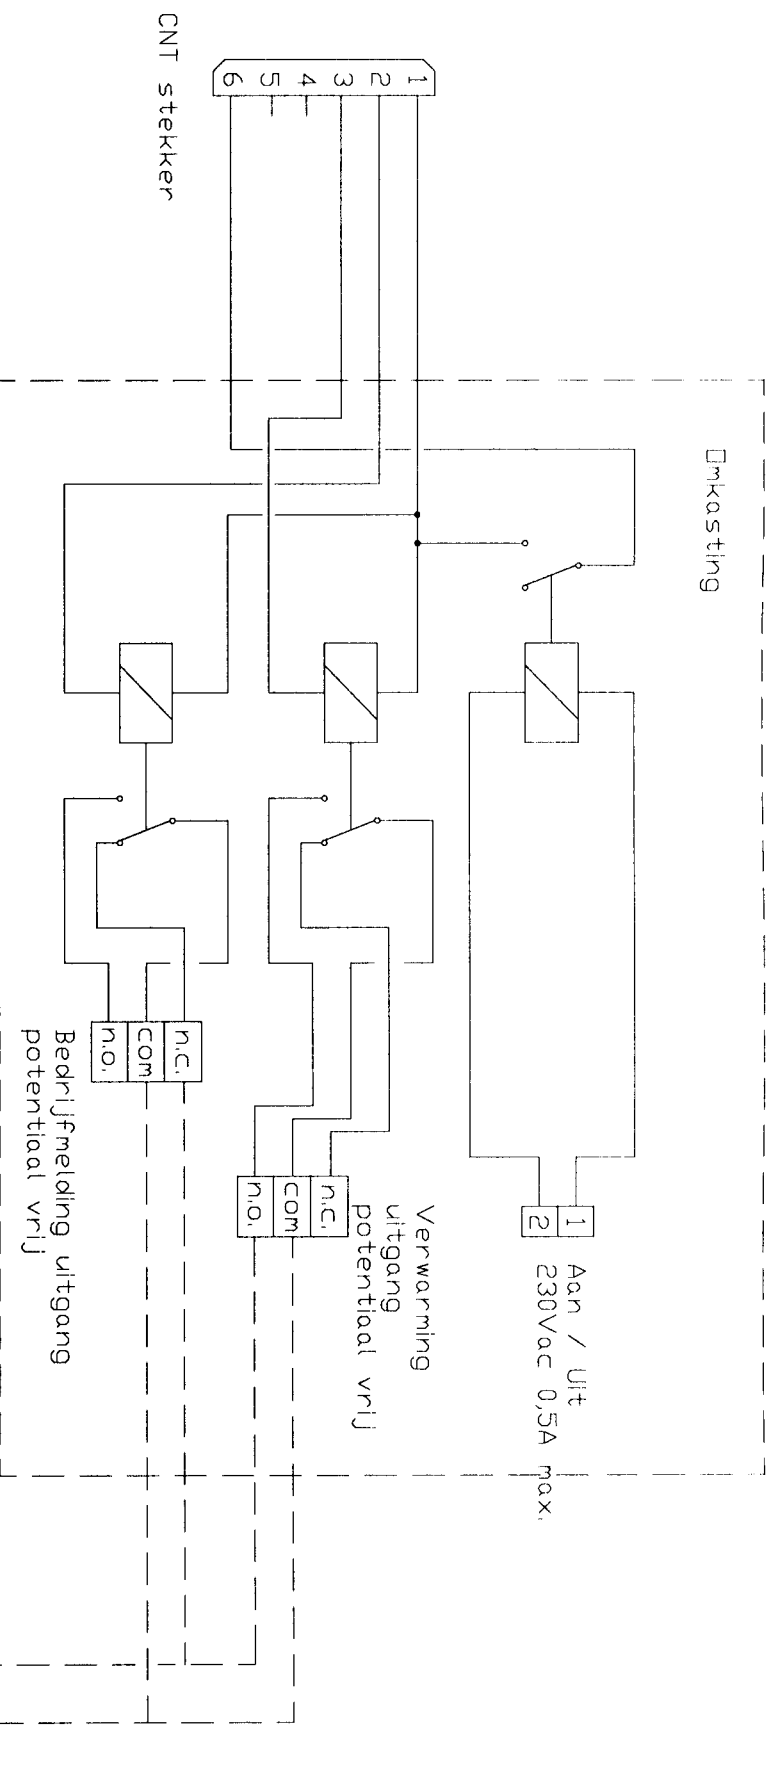 CNT stekker
1
2
3
4
5
6
Omkasting
1
2
Aan / Uit
230Vac 0,5A max.
n.c.
com
n.o.
Verwarming
uitgang
potentiaal vrij
n.c.
com
n.o.
Bedrijfmelding uitgang
potentiaal vrij